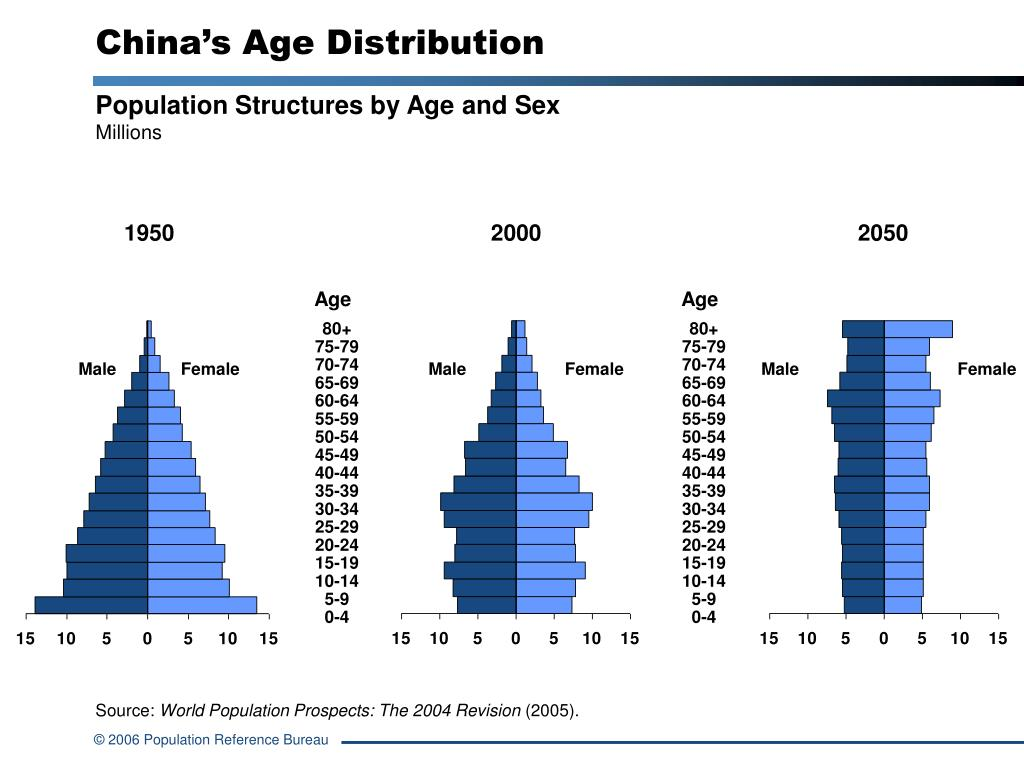 China's Age Distribution
Population Structures by Age and Sex
Millions
1950
2000
2050
Age
Age
80+
75-79
70-74
65-69
60-64
55-59
50-54
45-49
40-44
35-39
30-34
25-29
20-24
15-19
10-14
5-9
0-4
80+
75-79
70-74
65-69
60-64
55-59
50-54
45-49
40-44
35-39
30-34
25-29
20-24
15-19
10-14
5-9
0-4
Male Female
Male Female
Male Female
15 10 5 0 5 10 15
15 10 5 0 5 10 15
15 10 5 0 5 10 15
Source: World Population Prospects: The 2004 Revision (2005).
© 2006 Population Reference Bureau